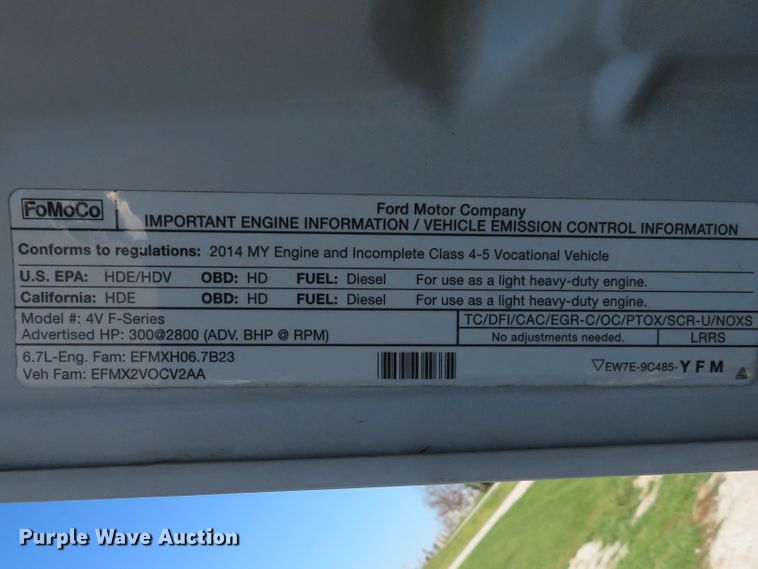 FoMoCo
Ford Motor Company
IMPORTANT ENGINE INFORMATION / VEHICLE EMISSION CONTROL INFORMATION
Conforms to regulations: 2014 MY Engine and Incomplete Class 4-5 Vocational Vehicle
U.S. EPA: HDE/HDV OBD: HD FUEL: Diesel For use as a light heavy-duty engine.
California: HDE OBD: HD FUEL: Diesel For use as a light heavy-duty engine.
Model #: 4V F-Series
Advertised HP: 300@2800 (ADV. BHP @ RPM)
TC/DFI/CAC/EGR-C/OC/PTOX/SCR-U/NOXS
No adjustments needed. LRRS
6.7L-Eng. Fam: EFMXH06.7B23
Veh Fam: EFMX2VOCV2AA
EW7E-9C485-YFM
Purple Wave Auction